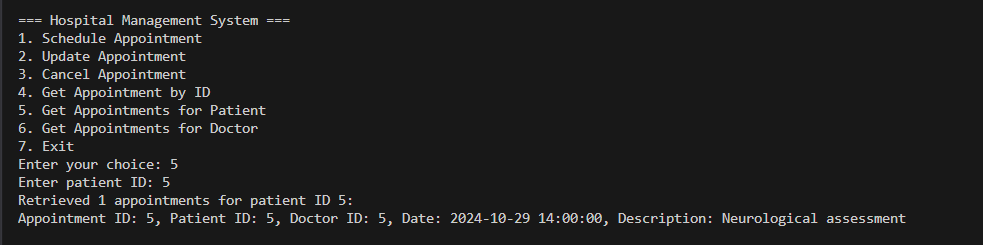 === Hospital Management System ===
1. Schedule Appointment
2. Update Appointment
3. Cancel Appointment
4. Get Appointment by ID
5. Get Appointments for Patient
6. Get Appointments for Doctor
7. Exit
Enter your choice: 5
Enter patient ID: 5
Retrieved 1 appointments for patient ID 5:
Appointment ID: 5, Patient ID: 5, Doctor ID: 5, Date: 2024-10-29 14:00:00, Description: Neurological assessment